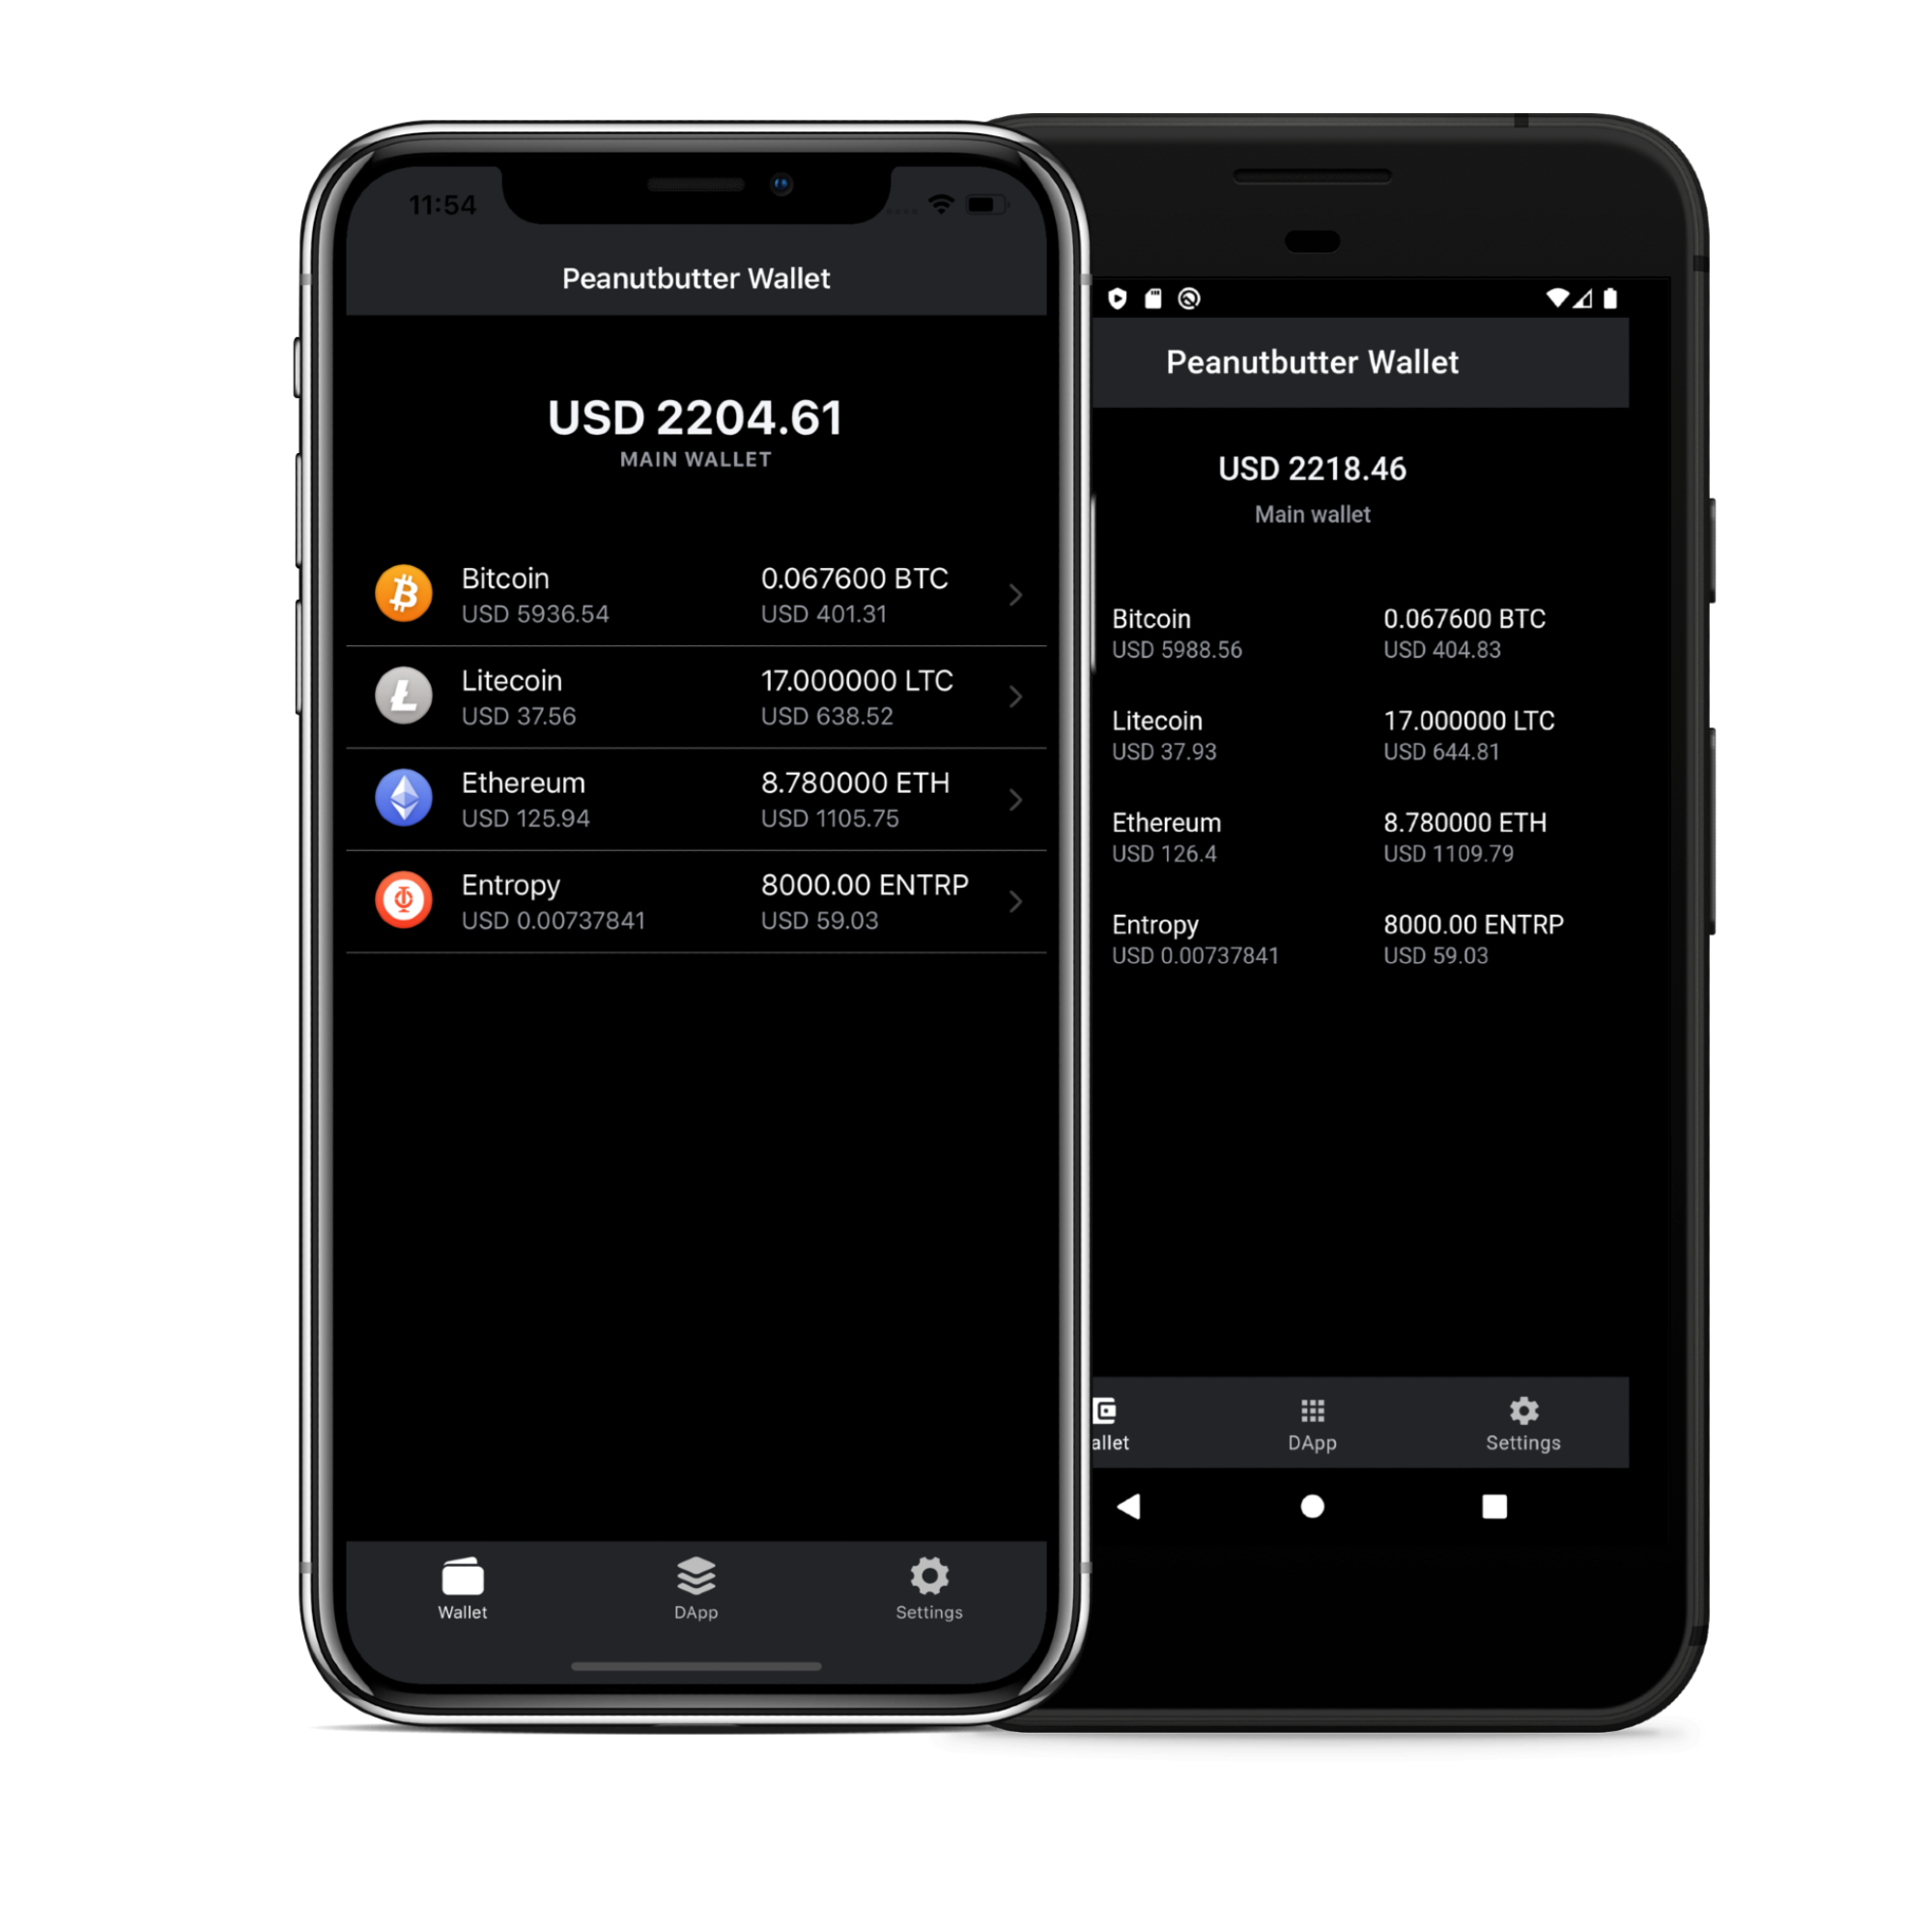 11:54
Peanutbutter Wallet
USD 2204.61
MAIN WALLET
Bitcoin 0.067600 BTC
USD 5936.54 USD 401.31
Litecoin 17.000000 LTC
USD 37.56 USD 638.52
Ethereum 8.780000 ETH
USD 125.94 USD 1105.75
Entropy 8000.00 ENTRP
USD 0.00737841 USD 59.03
Wallet DApp Settings
Peanutbutter Wallet
USD 2218.46
Main wallet
Bitcoin 0.067600 BTC
USD 5988.56 USD 404.83
Litecoin 17.000000 LTC
USD 37.93 USD 644.81
Ethereum 8.780000 ETH
USD 126.4 USD 1109.79
Entropy 8000.00 ENTRP
USD 0.00737841 USD 59.03
allet DApp Settings